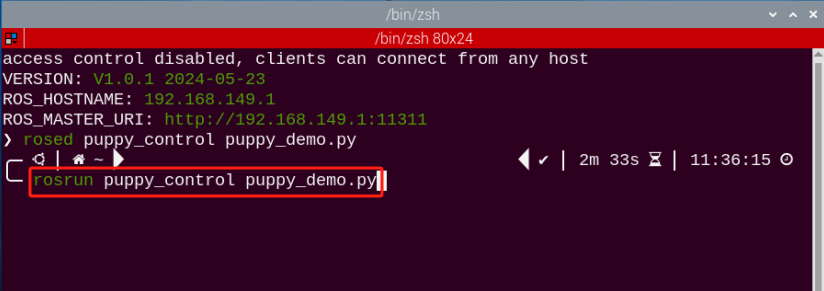 /bin/zsh
/bin/zsh 80x24
access control disabled, clients can connect from any host
VERSION: V1.0.1 2024-05-23
ROS_HOSTNAME: 192.168.149.1
ROS_MASTER_URI: http://192.168.149.1:11311
❯ rosed puppy_control puppy_demo.py
~ ✔ 2m 33s 11:36:15
rosrun puppy_control puppy_demo.py